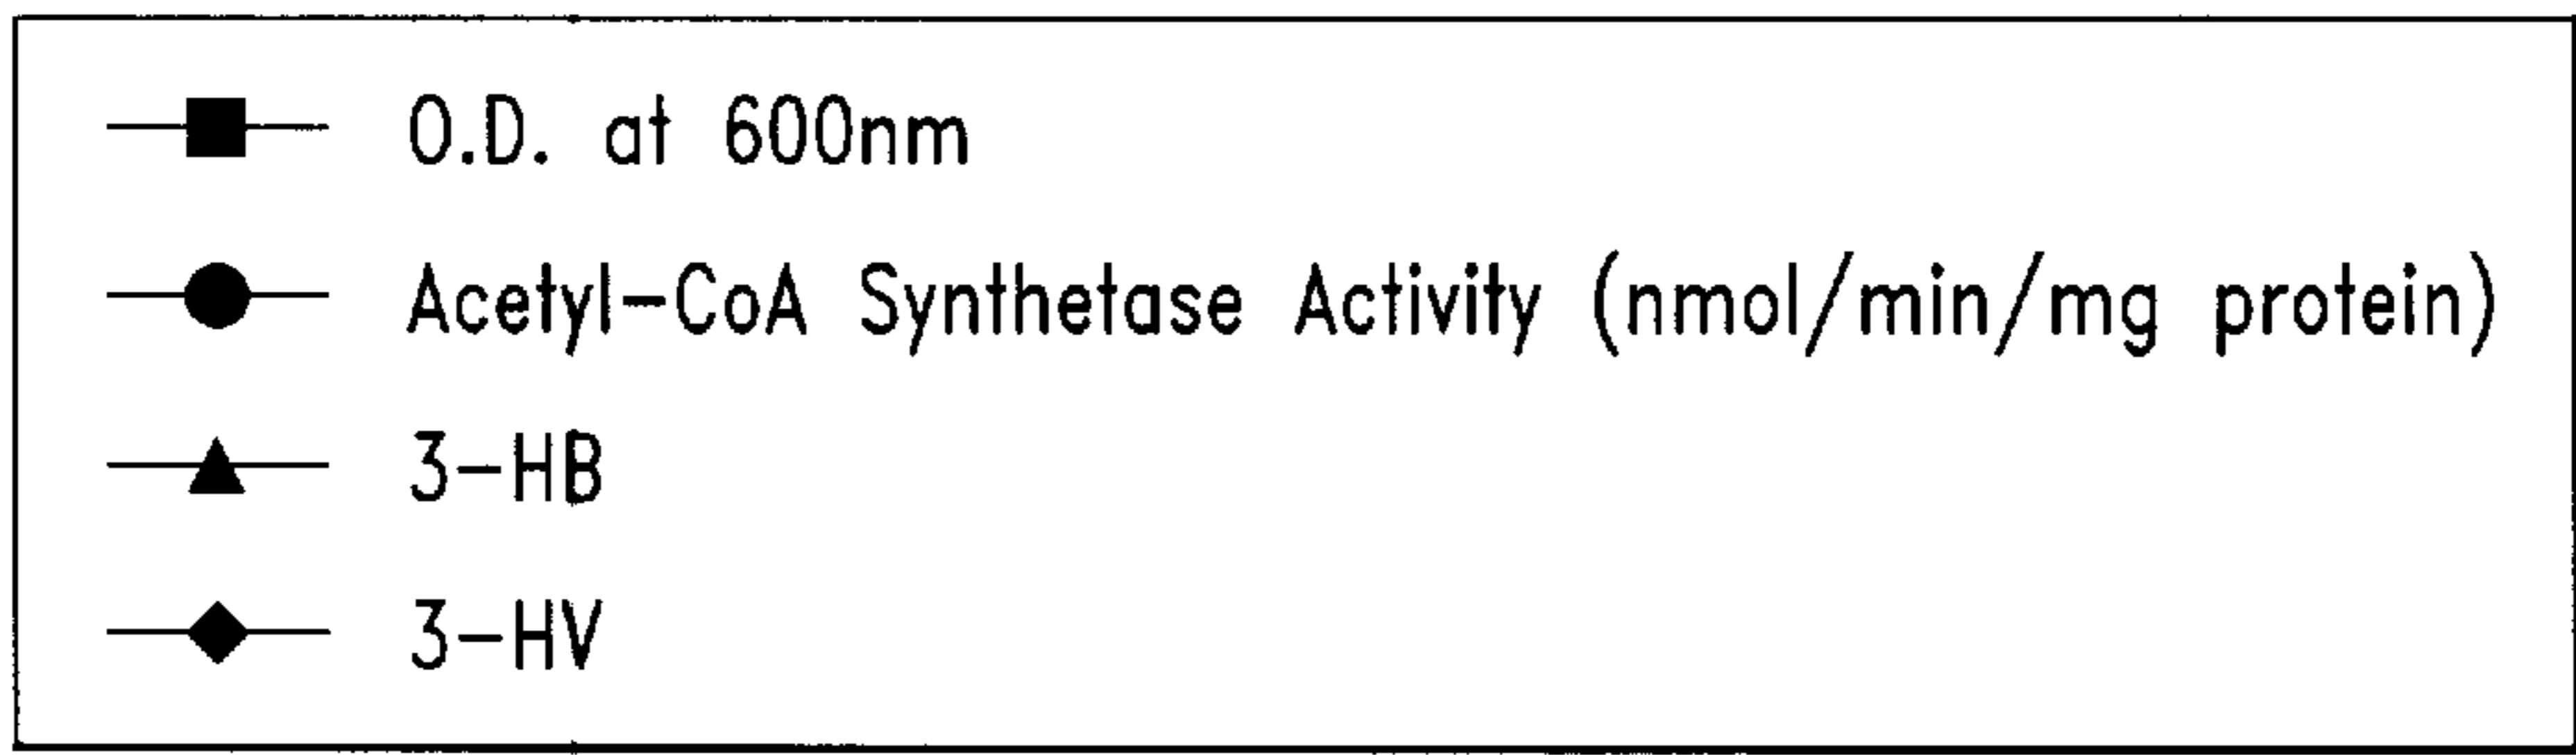 O.D. at 600nm
Acetyl-CoA Synthetase Activity (nmol/min/mg protein)
3-HB
3-HV